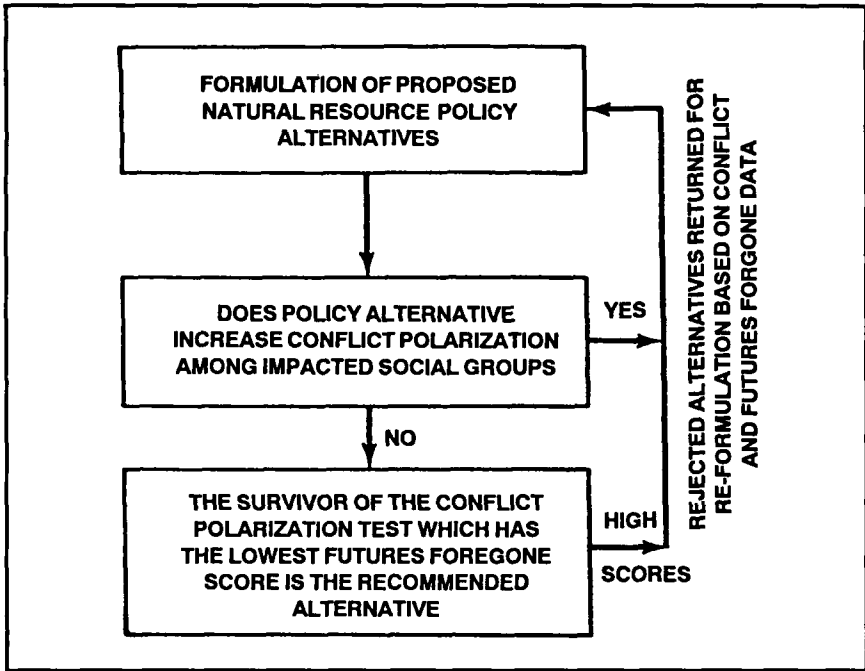 FORMULATION OF PROPOSED
NATURAL RESOURCE POLICY
ALTERNATIVES
DOES POLICY ALTERNATIVE
INCREASE CONFLICT POLARIZATION
AMONG IMPACTED SOCIAL GROUPS
YES
NO
THE SURVIVOR OF THE CONFLICT
POLARIZATION TEST WHICH HAS
THE LOWEST FUTURES FOREGONE
SCORE IS THE RECOMMENDED
ALTERNATIVE
HIGH
SCORES
REJECTED ALTERNATIVES RETURNED FOR
RE-FORMULATION BASED ON CONFLICT
AND FUTURES FORGONE DATA